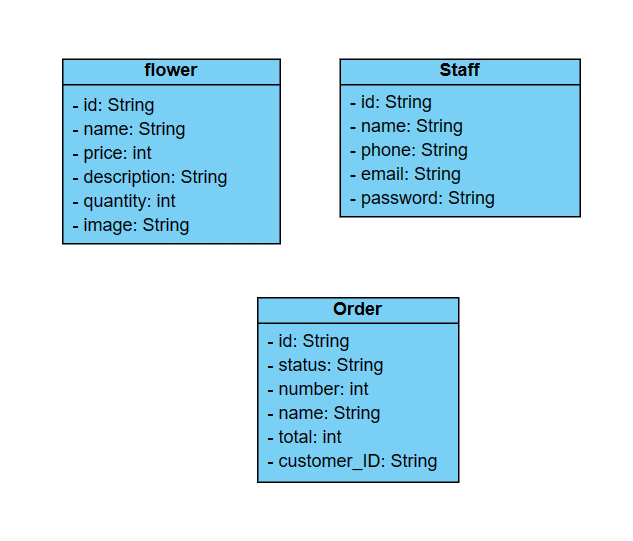 flower
- id: String
- name: String
- price: int
- description: String
- quantity: int
- image: String
Staff
- id: String
- name: String
- phone: String
- email: String
- password: String
Order
- id: String
- status: String
- number: int
- name: String
- total: int
- customer_ID: String